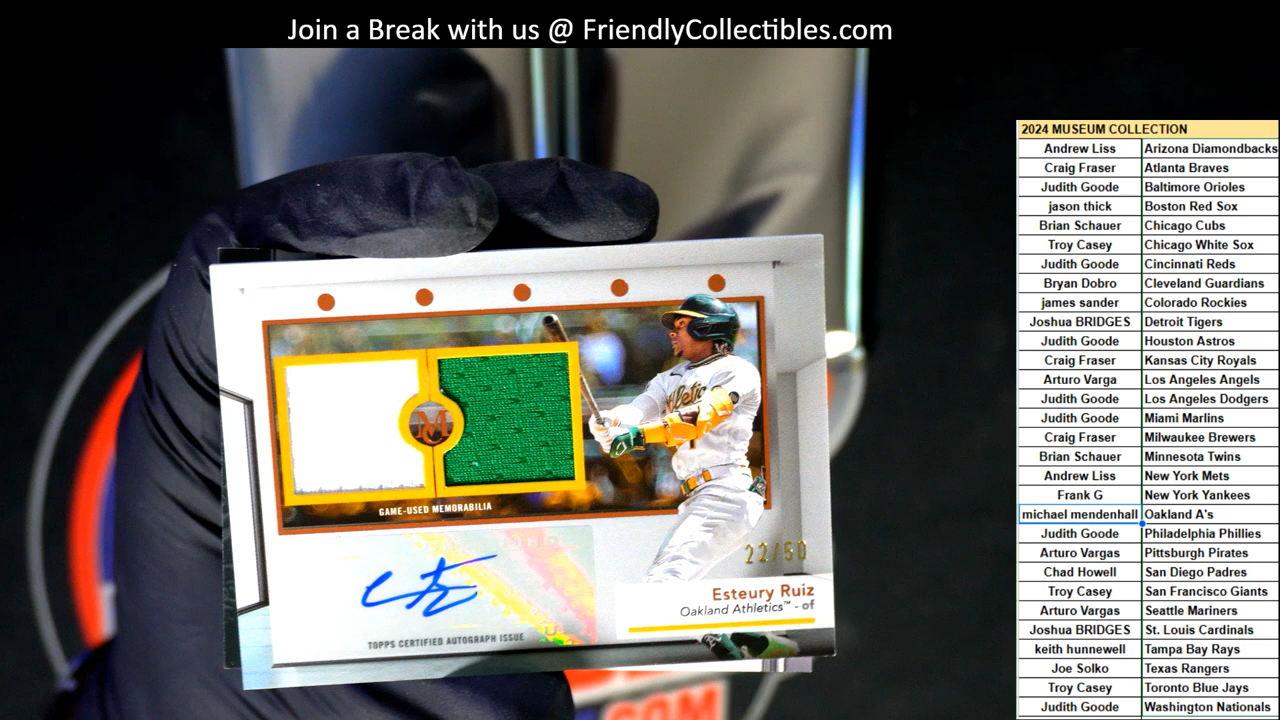 Join a Break with us @ FriendlyCollectibles.com
2024 MUSEUM COLLECTION
Andrew Liss Arizona Diamondbacks
Craig Fraser Atlanta Braves
Judith Goode Baltimore Orioles
jason thick Boston Red Sox
Brian Schauer Chicago Cubs
Troy Casey Chicago White Sox
Judith Goode Cincinnati Reds
Bryan Dobro Cleveland Guardians
james sander Colorado Rockies
Joshua BRIDGES Detroit Tigers
Judith Goode Houston Astros
Craig Fraser Kansas City Royals
Arturo Varga Los Angeles Angels
Judith Goode Los Angeles Dodgers
Judith Goode Miami Marlins
Craig Fraser Milwaukee Brewers
Brian Schauer Minnesota Twins
Andrew Liss New York Mets
Frank G New York Yankees
michael mendenhall Oakland A's
Judith Goode Philadelphia Phillies
Arturo Vargas Pittsburgh Pirates
Chad Howell San Diego Padres
Troy Casey San Francisco Giants
Arturo Vargas Seattle Mariners
Joshua BRIDGES St. Louis Cardinals
keith hunnewell Tampa Bay Rays
Joe Solko Texas Rangers
Troy Casey Toronto Blue Jays
Judith Goode Washington Nationals
M
GAME-USED MEMORABILIA
22/50
Esteury Ruiz
Oakland Athletics™ - of
TOPPS CERTIFIED AUTOGRAPH ISSUE
.COM